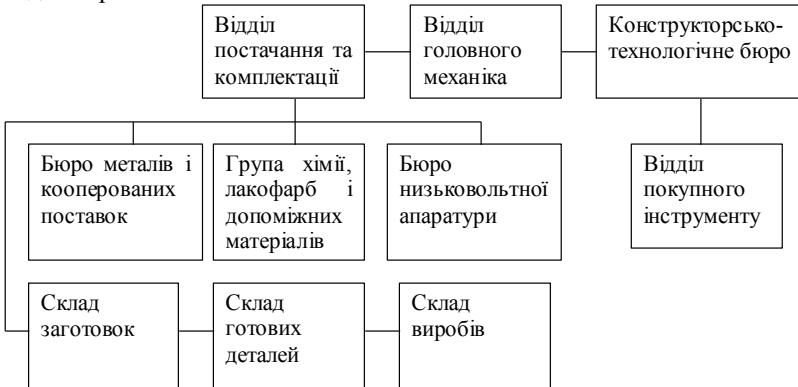 Відділ
постачання та
комплектації
Відділ
головного
механіка
Конструкторсько-
технологічне бюро
Бюро металів і
кооперованих
поставок
Група хімії,
лакофарб і
допоміжних
матеріалів
Бюро
низьковольтної
апаратури
Відділ
покупного
інструменту
Склад
заготовок
Склад
готових
деталей
Склад
виробів